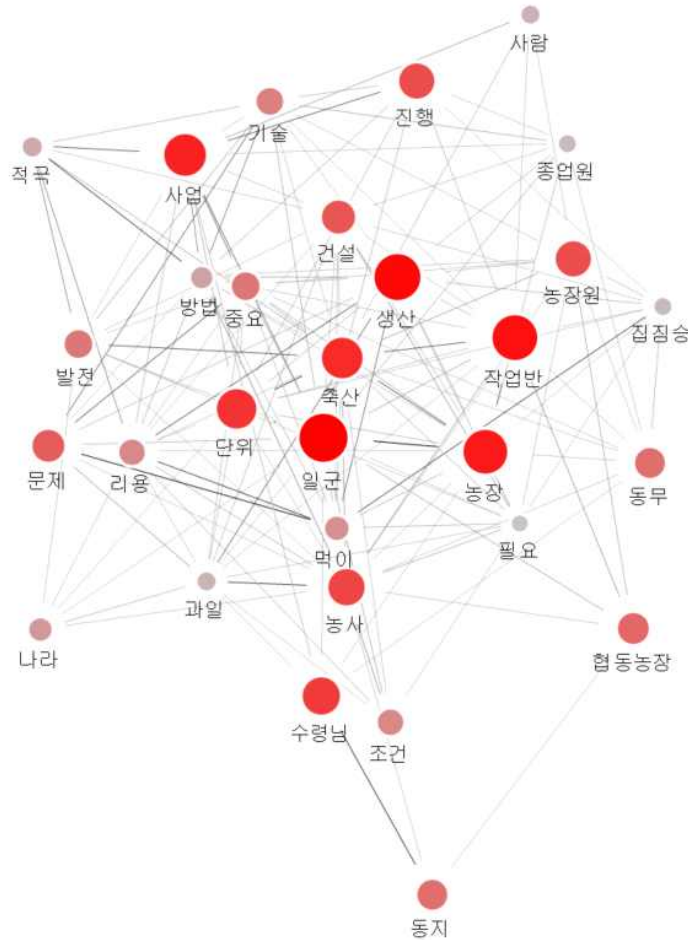 사람
기술
진행
적극
사업
종업원
건설
방법
중요
생산
농장원
집짐승
발전
축산
작업반
단위
문제
리용
일군
농장
동무
먹이
필요
과일
농사
나라
협동농장
수령님
조건
동지